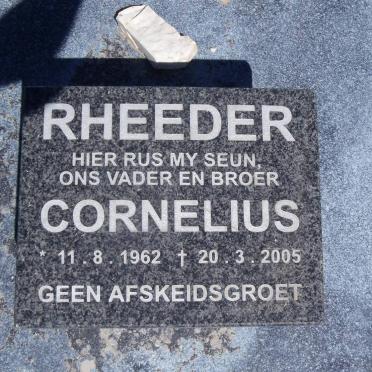 RHEEDER
HIER RUS MY SEUN,
ONS VADER EN BROER
CORNELIUS
* 11 . 8 . 1962 † 20 . 3 . 2005
GEEN AFSKEIDSGROET